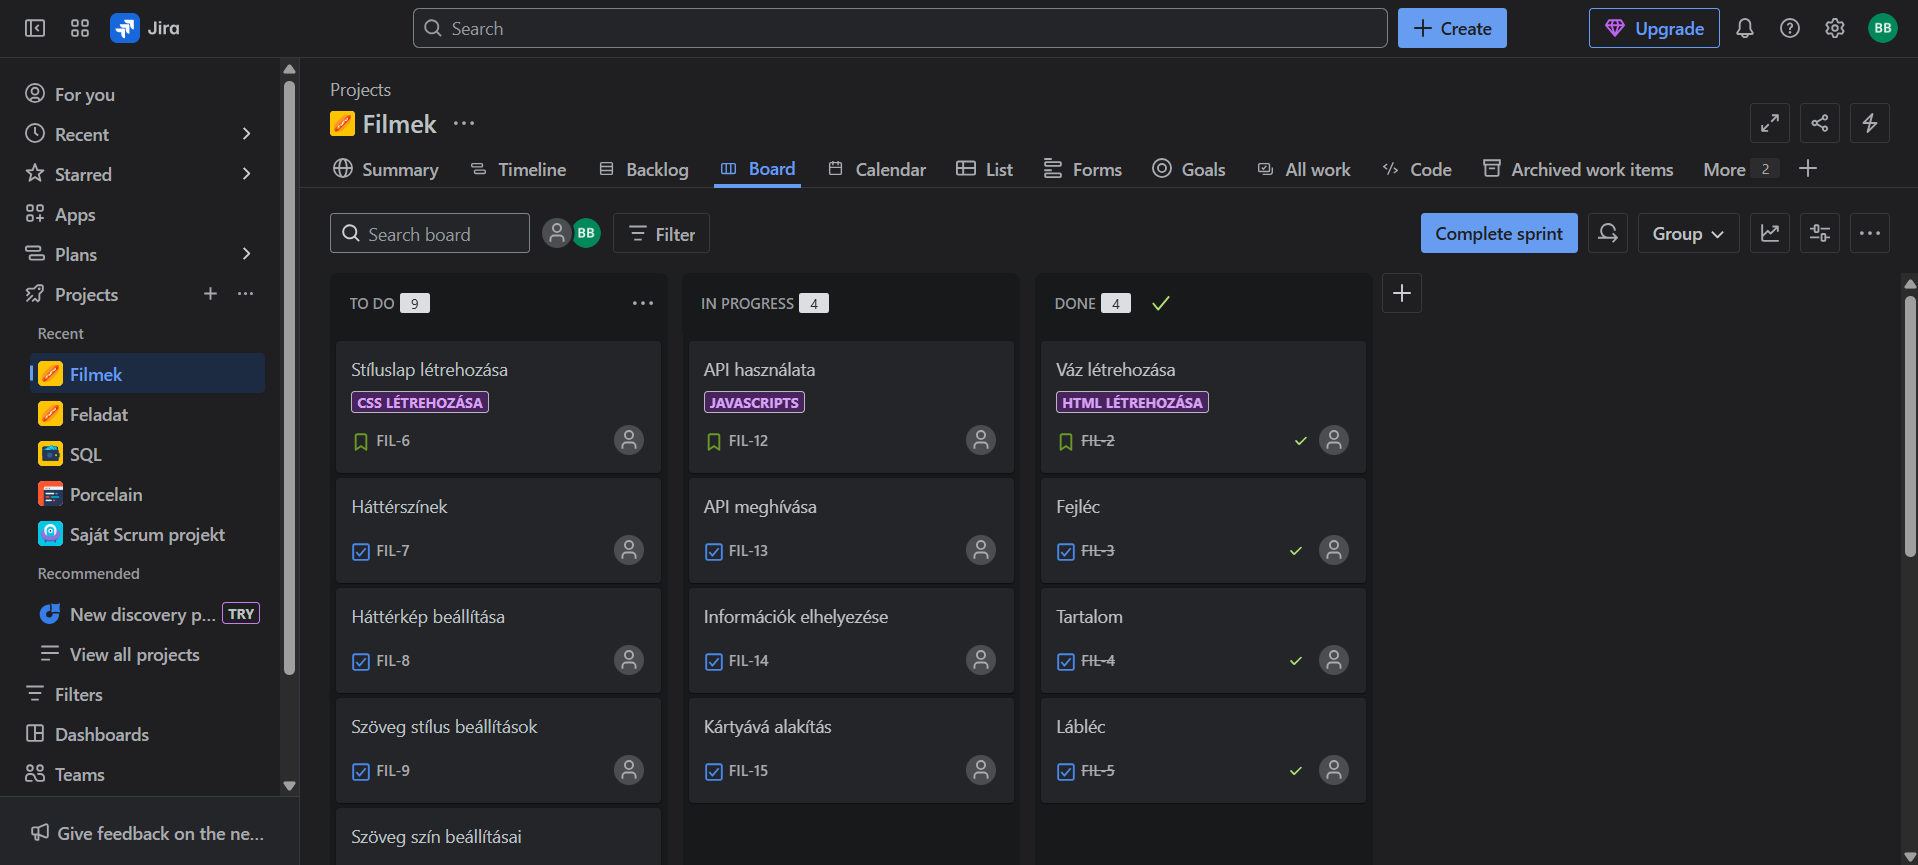 Jira
Search
Create
Upgrade
BB
For you
Recent
Starred
Apps
Plans
Projects
Recent
Filmek
Feladat
SQL
Porcelain
Saját Scrum projekt
Recommended
New discovery p... TRY
View all projects
Filters
Dashboards
Teams
Give feedback on the ne...
Projects
Filmek
Summary
Timeline
Backlog
Board
Calendar
List
Forms
Goals
All work
Code
Archived work items
More 2
Search board
BB
Filter
Complete sprint
Group
TO DO 9
Stíluslap létrehozása
CSS LÉTREHOZÁSA
FIL-6
Háttérszínek
FIL-7
Háttérkép beállítása
FIL-8
Szöveg stílus beállítások
FIL-9
Szöveg szín beállításai
IN PROGRESS 4
API használata
JAVASCRIPTS
FIL-12
API meghívása
FIL-13
Információk elhelyezése
FIL-14
Kártyává alakítás
FIL-15
DONE 4
Váz létrehozása
HTML LÉTREHOZÁSA
FIL-2
Fejléc
FIL-3
Tartalom
FIL-4
Lábléc
FIL-5